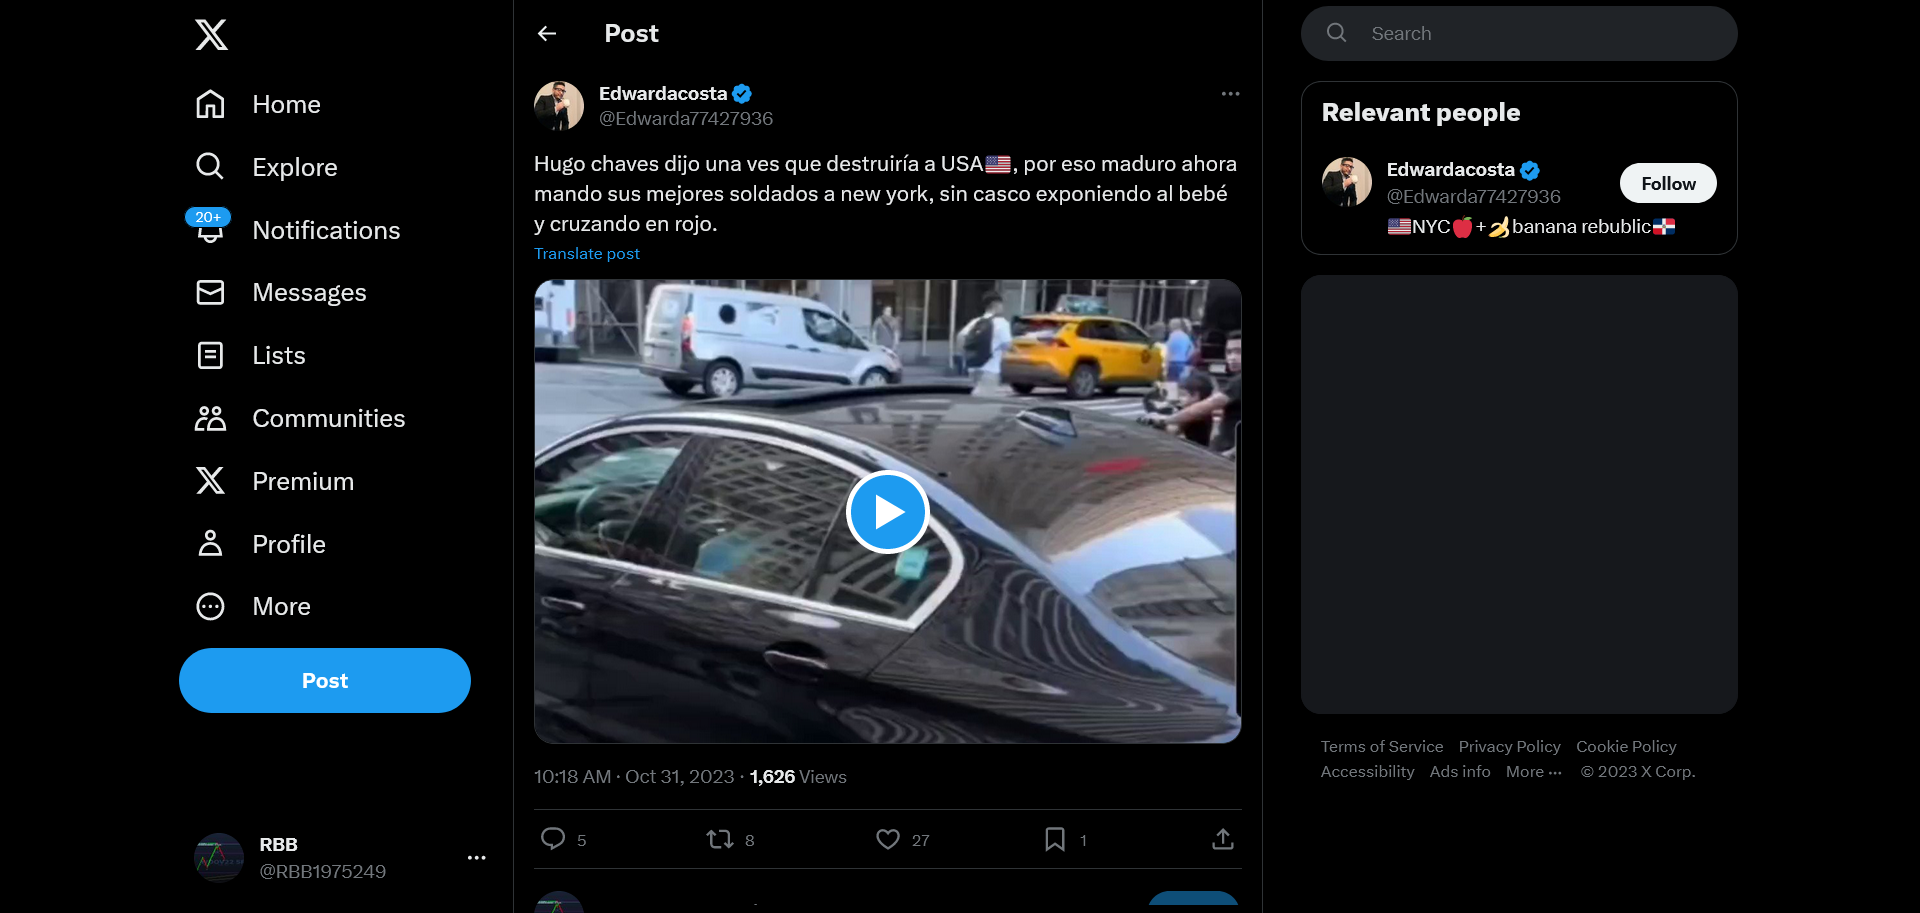 Home
Explore
20+
Notifications
Messages
Lists
Communities
Premium
Profile
More
Post
RBB
@RBB1975249
Post
Edwardacosta
@Edwarda77427936
Hugo chaves dijo una ves que destruiría a USA🇺🇸, por eso maduro ahora
mando sus mejores soldados a new york, sin casco exponiendo al bebé
y cruzando en rojo.
Translate post
10:18 AM · Oct 31, 2023 · 1,626 Views
5 8 27 1
Search
Relevant people
Edwardacosta
@Edwarda77427936
Follow
🇺🇸NYC🍎+🍌banana rebublic🇩🇴
Terms of Service Privacy Policy Cookie Policy
Accessibility Ads info More ··· © 2023 X Corp.